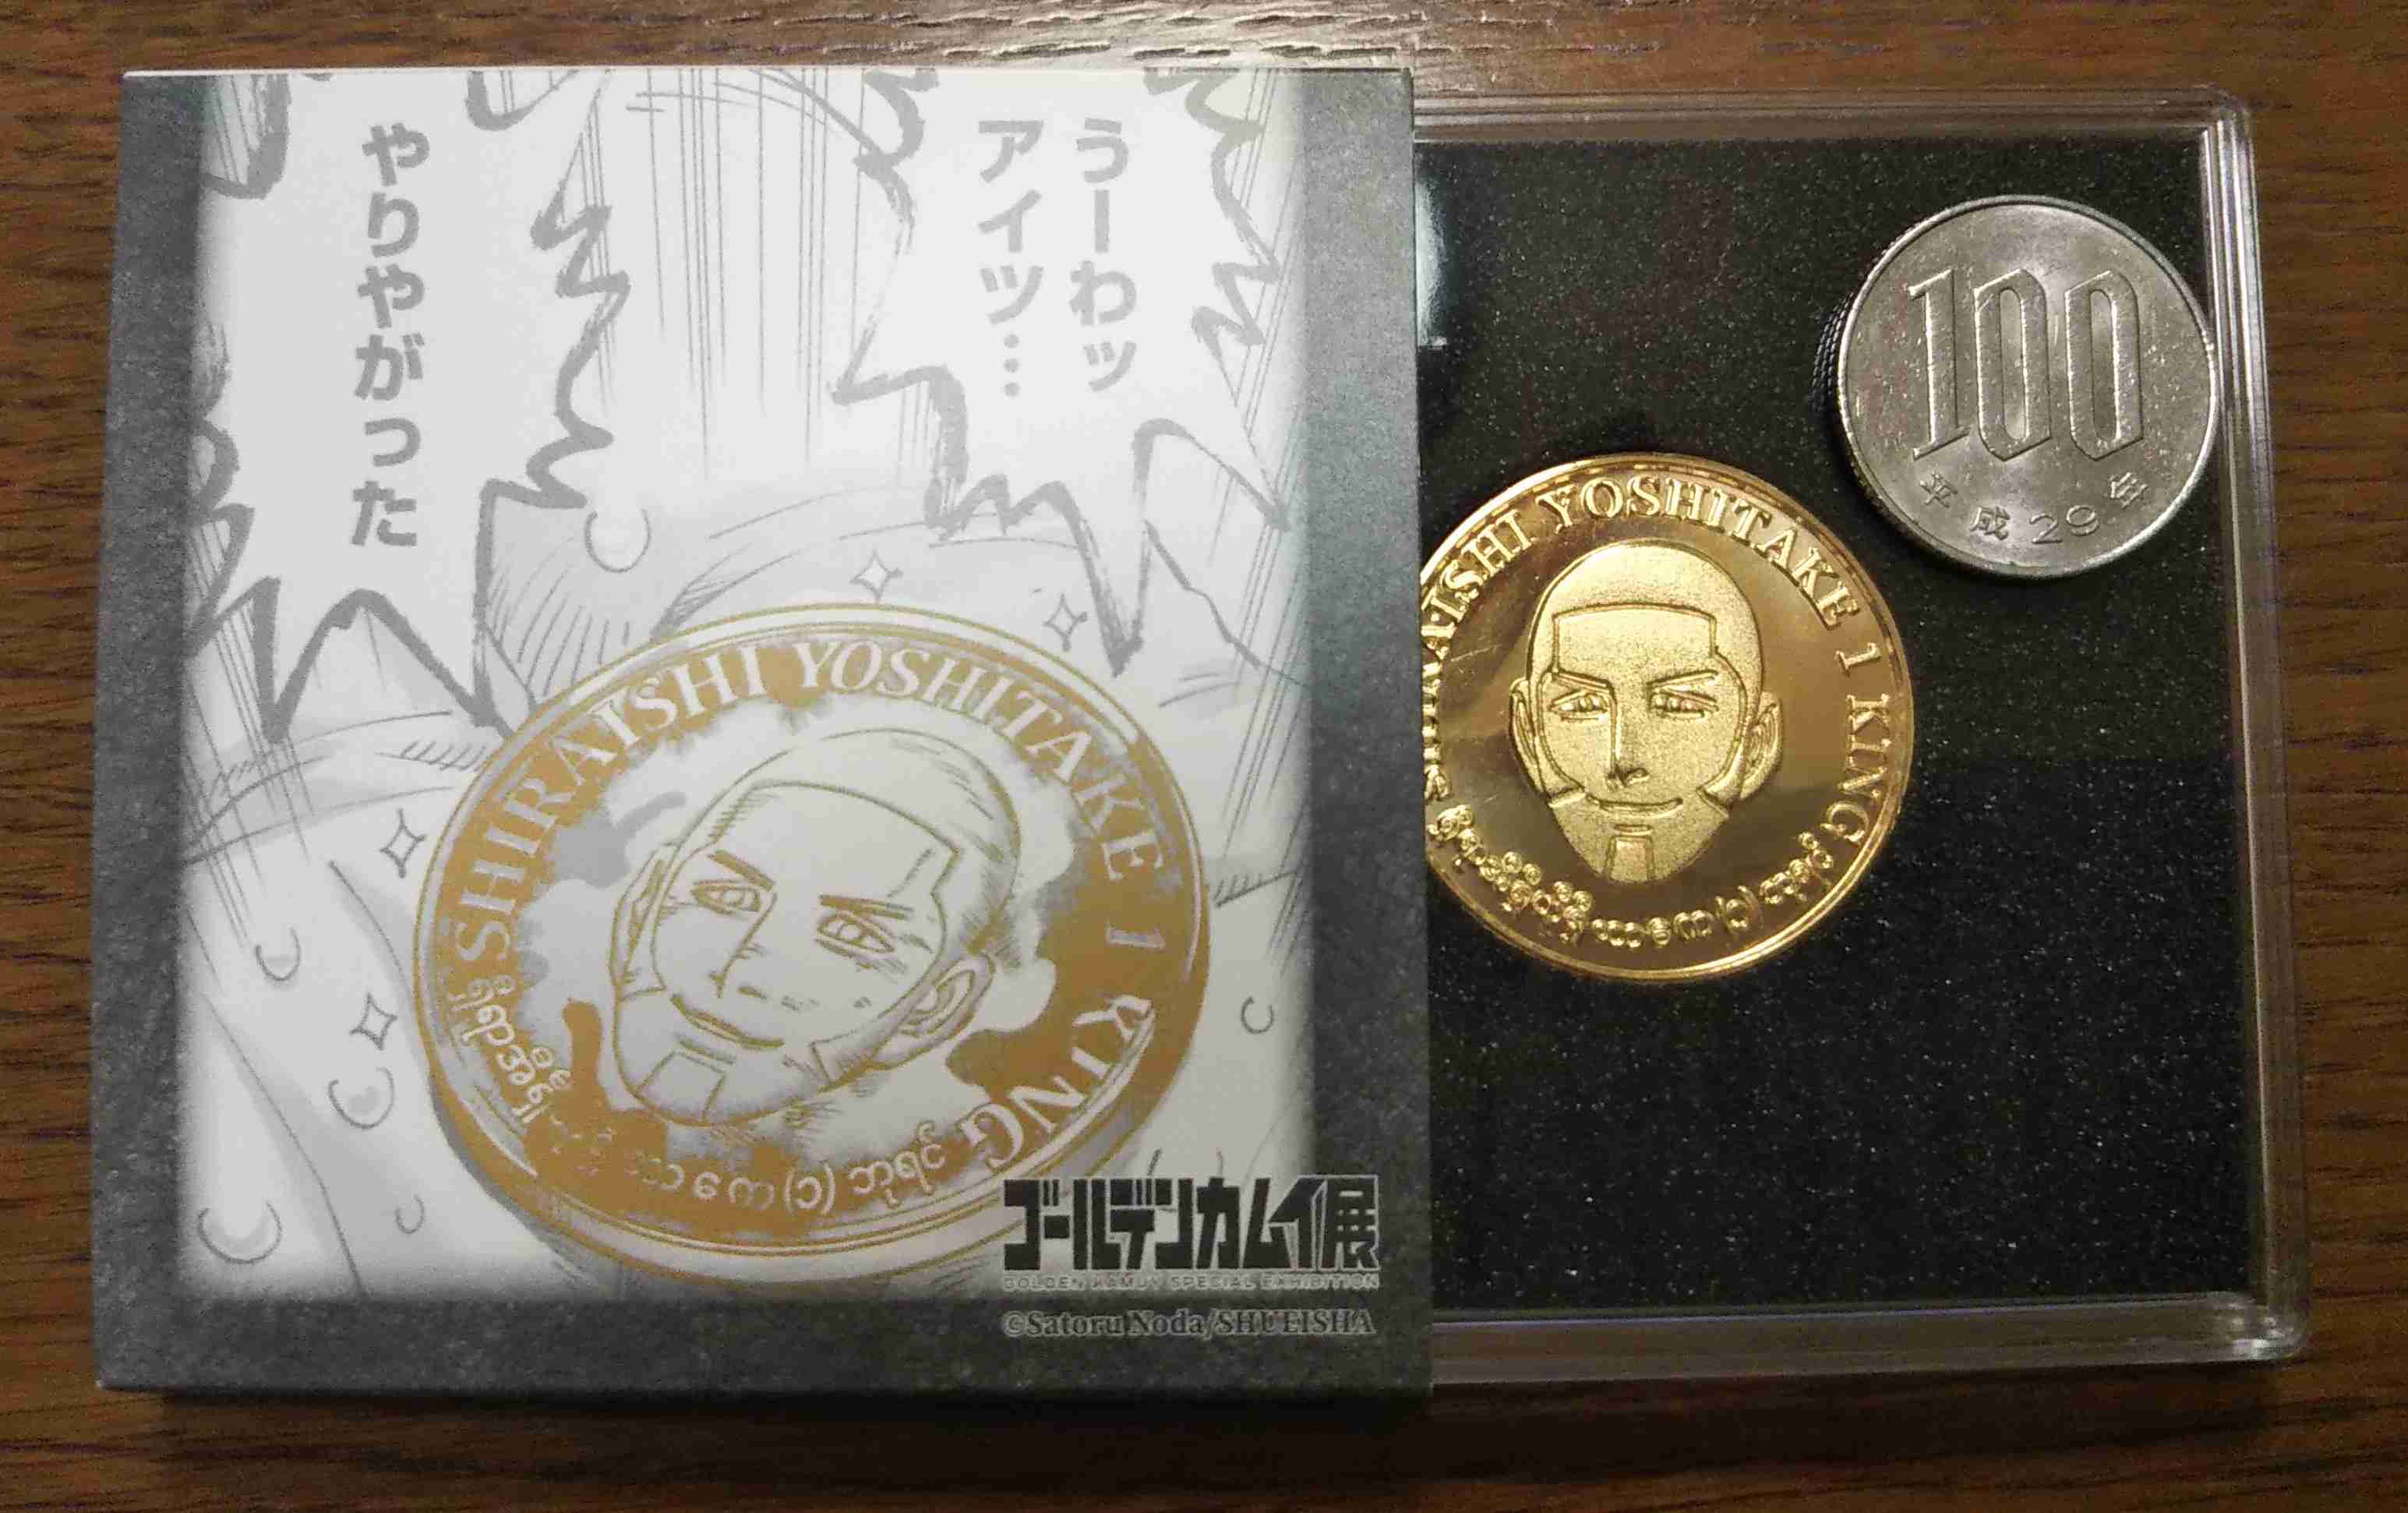 うーわッ
アイツ…
やりやがった
SHIRAISHI YOSHITAKE 1 KING
ゴールデンカムイ展
GOLDEN KAMUY SPECIAL EXHIBITION
©Satoru Noda/SHUEISHA
SHIRAISHI YOSHITAKE 1 KING
100
平成29年